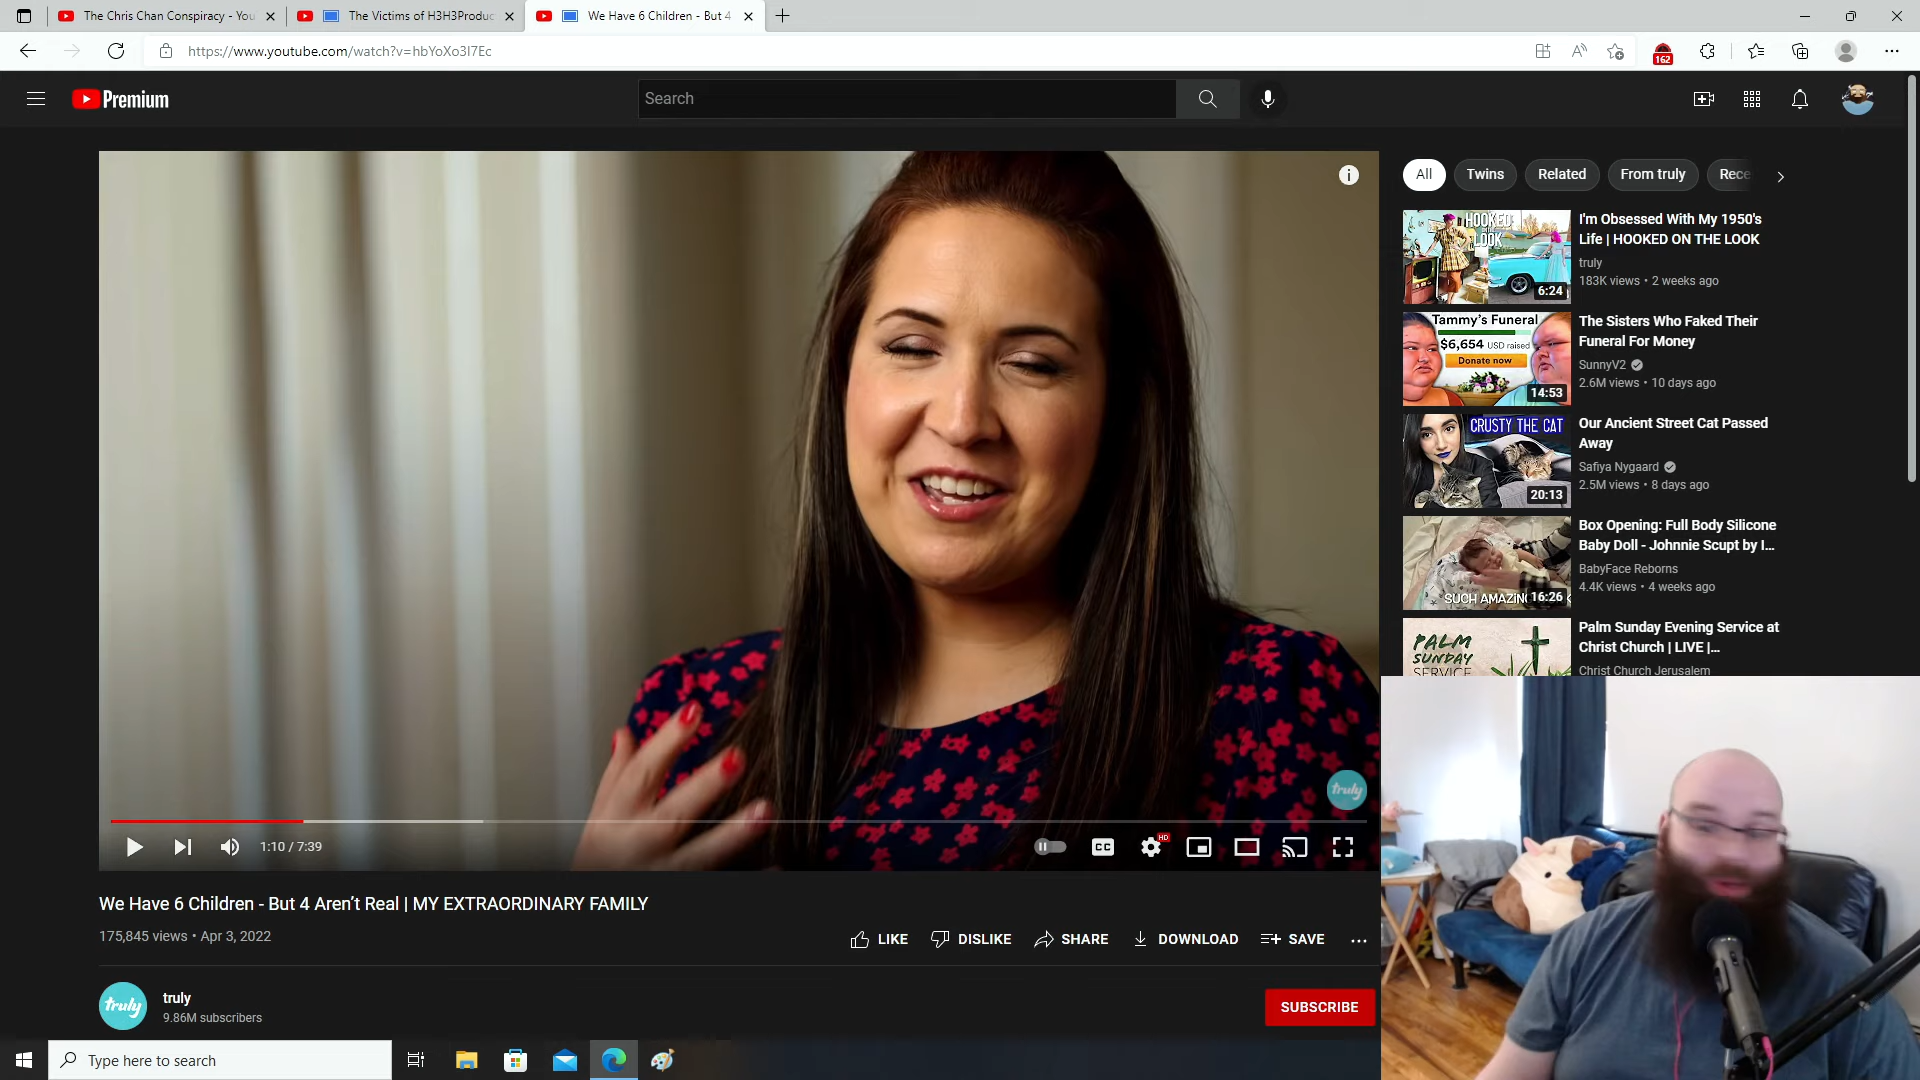 The Chris Chan Conspiracy - You
The Victims of H3H3Produc
We Have 6 Children - But 4
https://www.youtube.com/watch?v=hbYoXo3I7Ec
162
Premium
Search
All
Twins
Related
From truly
Rece
HOOKED
ON THE
LOOK
6:24
I'm Obsessed With My 1950's
Life | HOOKED ON THE LOOK
truly
183K views • 2 weeks ago
Tammy's Funeral
$6,654 USD raised
Donate now
14:53
The Sisters Who Faked Their
Funeral For Money
SunnyV2
2.6M views • 10 days ago
CRUSTY THE CAT
20:13
Our Ancient Street Cat Passed
Away
Safiya Nygaard
2.5M views • 8 days ago
SUCH AMAZING
16:26
Box Opening: Full Body Silicone
Baby Doll - Johnnie Scupt by I...
BabyFace Reborns
4.4K views • 4 weeks ago
PALM
SUNDAY
SERVICE
Palm Sunday Evening Service at
Christ Church | LIVE |...
Christ Church Jerusalem
truly
1:10 / 7:39
CC
HD
We Have 6 Children - But 4 Aren't Real | MY EXTRAORDINARY FAMILY
175,845 views • Apr 3, 2022
LIKE
DISLIKE
SHARE
DOWNLOAD
SAVE
truly
truly
9.86M subscribers
SUBSCRIBE
Type here to search